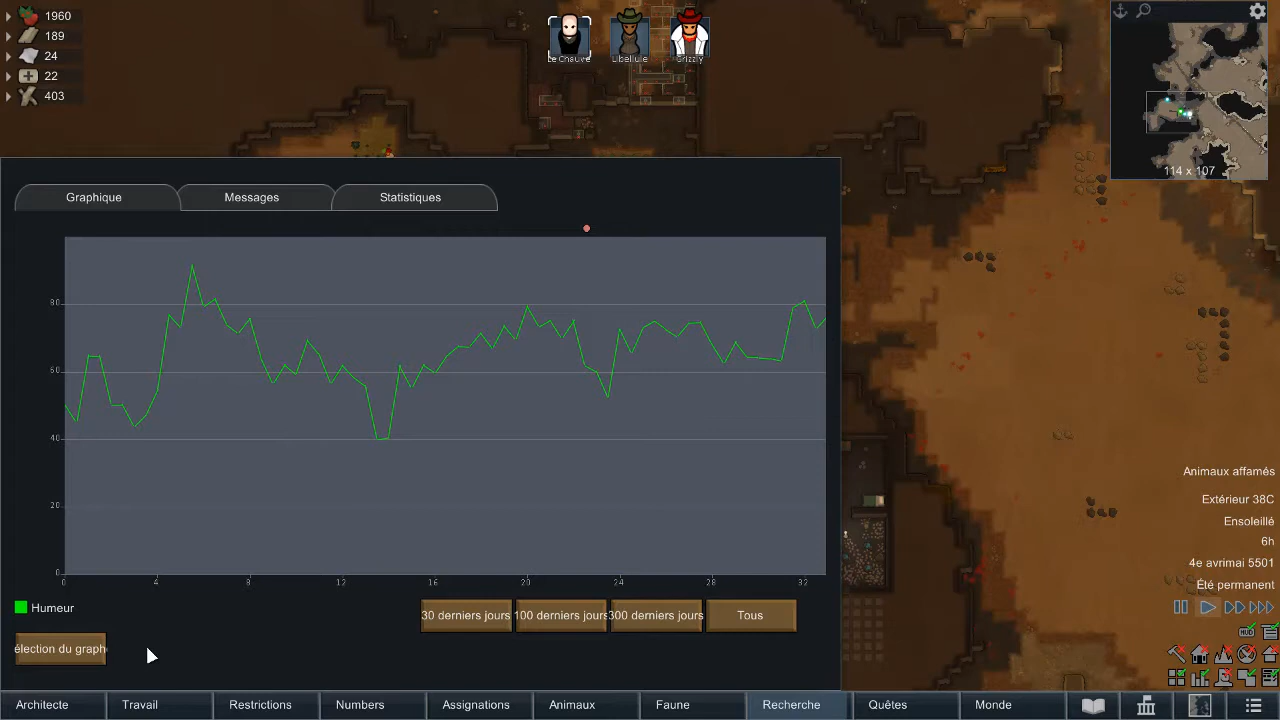 1960
189
24
22
403
Le Chauve
Libellule
Grizzly
114 x 107
Graphique
Messages
Statistiques
80
60
40
20
0
0 4 8 12 16 20 24 28 32
Humeur
30 derniers jours
100 derniers jours
300 derniers jours
Tous
élection du graph
Animaux affamés
Extérieur 38C
Ensoleillé
6h
4e avrimai 5501
Été permanent
Architecte
Travail
Restrictions
Numbers
Assignations
Animaux
Faune
Recherche
Quêtes
Monde